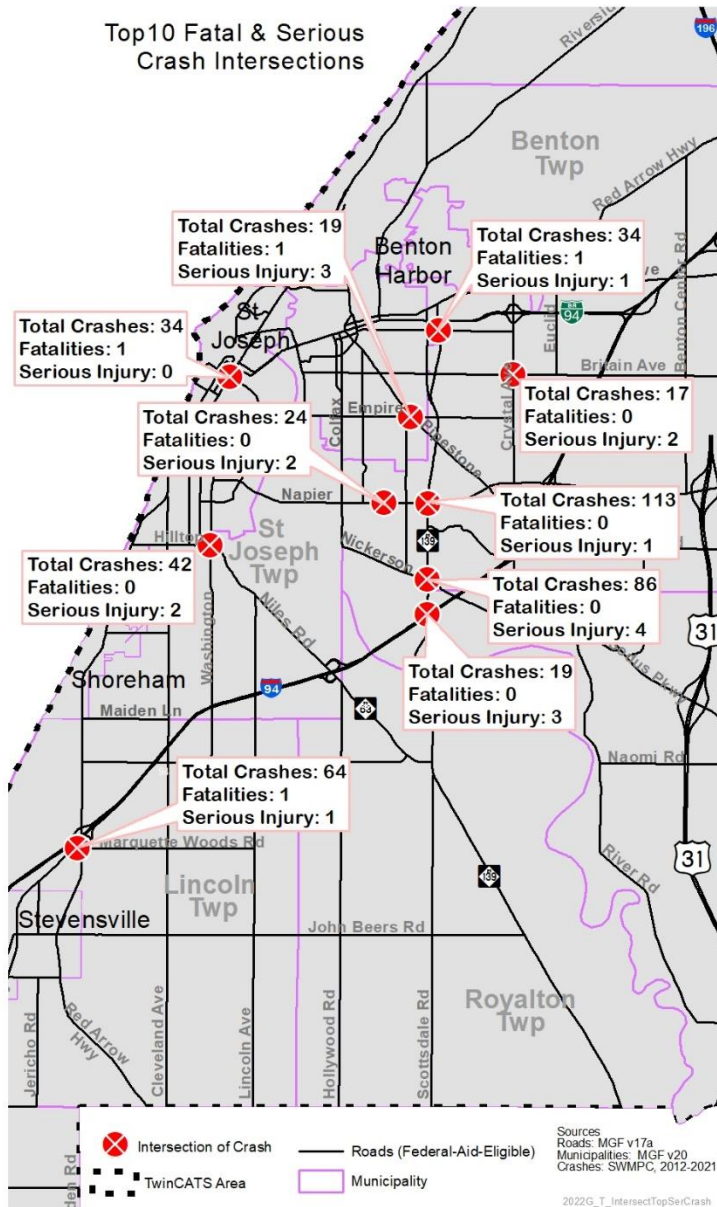 Top10 Fatal & Serious
Crash Intersections
196
Benton
Twp
Red Arrow Hwy
Total Crashes: 19
Fatalities: 1
Serious Injury: 3
Benton
Harbor
Total Crashes: 34
Fatalities: 1
Serious Injury: 1
Benton Center Rd
Euclid
BR
94
St
Joseph
Total Crashes: 34
Fatalities: 1
Serious Injury: 0
Britain Ave
Crystal Ave
Total Crashes: 17
Fatalities: 0
Serious Injury: 2
Total Crashes: 24
Fatalities: 0
Serious Injury: 2
Colfax
Empire
Pipestone
Napier
Total Crashes: 113
Fatalities: 0
Serious Injury: 1
Hilltop
St
Joseph
Twp
Nickerson
139
Total Crashes: 42
Fatalities: 0
Serious Injury: 2
Total Crashes: 86
Fatalities: 0
Serious Injury: 4
Washington
Niles Rd
31
Total Crashes: 19
Fatalities: 0
Serious Injury: 3
Pkwy
Shoreham
94
63
Maiden Ln
Naomi Rd
Total Crashes: 64
Fatalities: 1
Serious Injury: 1
Marquette Woods Rd
31
River Rd
139
Lincoln
Twp
Stevensville
John Beers Rd
Royalton
Twp
Jericho Rd
Red Arrow
Hwy
Cleveland Ave
Lincoln Ave
Hollywood Rd
Scottsdale Rd
Intersection of Crash
TwinCATS Area
Roads (Federal-Aid-Eligible)
Municipality
Sources
Roads: MGF v17a
Municipalities: MGF v20
Crashes: SWMPC, 2012-2021
den Rd
2022G_T_IntersectTopSerCrash